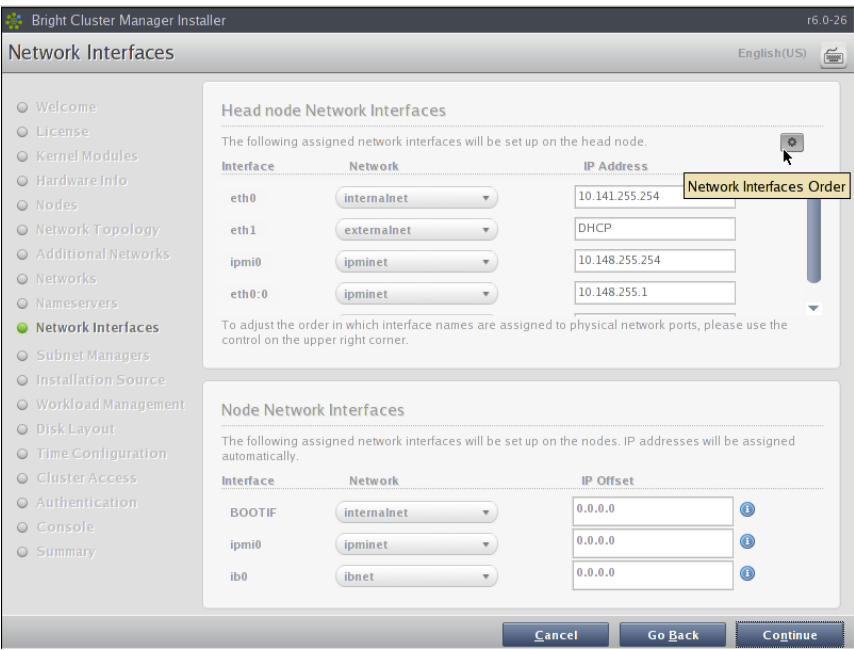 Bright Cluster Manager Installer
r6.0-26
Network Interfaces
English(US)
Welcome
License
Kernel Modules
Hardware Info
Nodes
Network Topology
Additional Networks
Networks
Nameservers
Network Interfaces
Subnet Managers
Installation Source
Workload Management
Disk Layout
Time Configuration
Cluster Access
Authentication
Console
Summary
Head node Network Interfaces
The following assigned network interfaces will be set up on the head node.
Network Interfaces Order
Interface Network IP Address
eth0 internalnet 10.141.255.254
eth1 externalnet DHCP
ipmi0 ipminet 10.148.255.254
eth0:0 ipminet 10.148.255.1
To adjust the order in which interface names are assigned to physical network ports, please use the
control on the upper right corner.
Node Network Interfaces
The following assigned network interfaces will be set up on the nodes. IP addresses will be assigned
automatically.
Interface Network IP Offset
BOOTIF internalnet 0.0.0.0
ipmi0 ipminet 0.0.0.0
ib0 ibnet 0.0.0.0
Cancel
Go Back
Continue